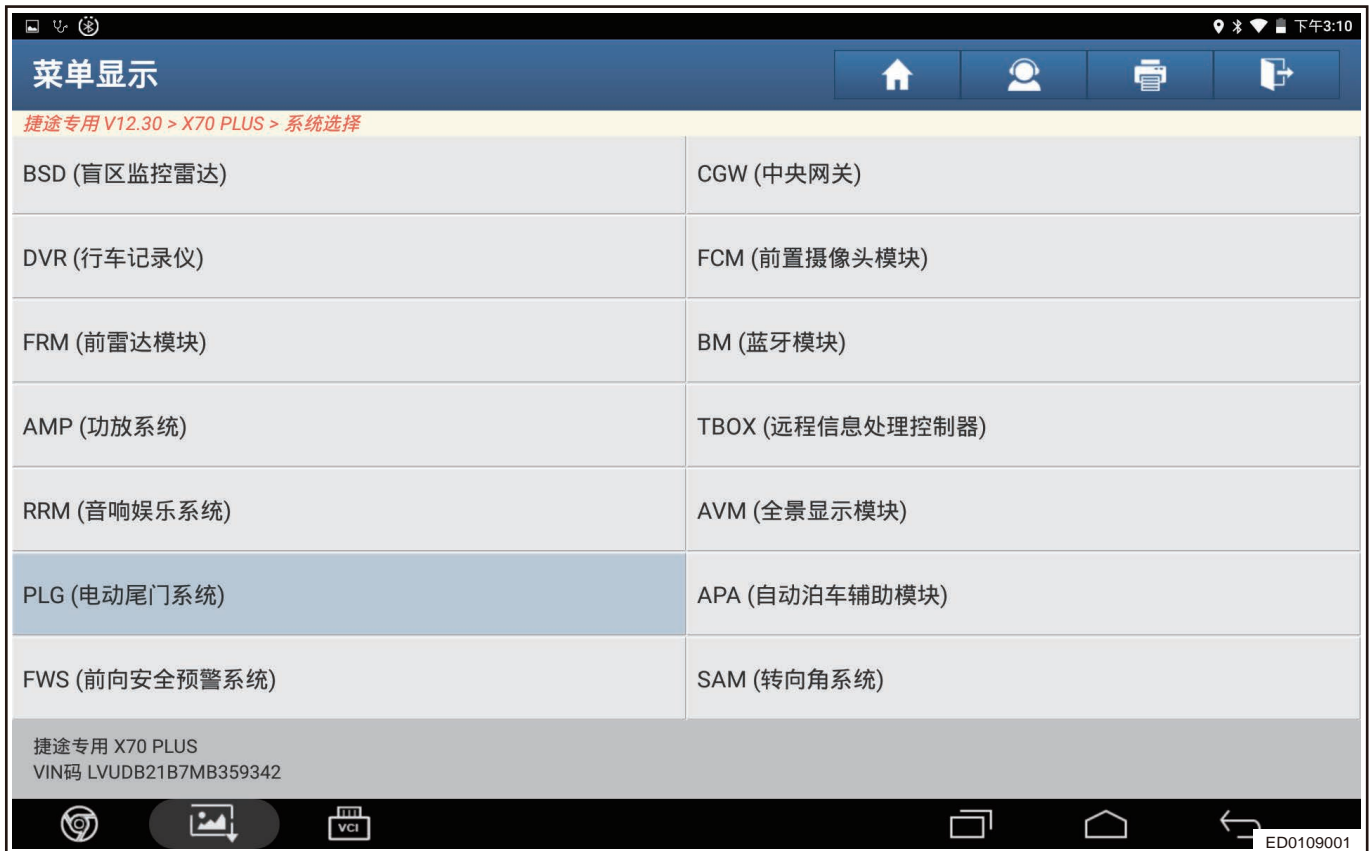 下午3:10
菜单显示
捷途专用 V12.30 > X70 PLUS > 系统选择
BSD (盲区监控雷达)
CGW (中央网关)
DVR (行车记录仪)
FCM (前置摄像头模块)
FRM (前雷达模块)
BM (蓝牙模块)
AMP (功放系统)
TBOX (远程信息处理控制器)
RRM (音响娱乐系统)
AVM (全景显示模块)
PLG (电动尾门系统)
APA (自动泊车辅助模块)
FWS (前向安全预警系统)
SAM (转向角系统)
捷途专用 X70 PLUS
VIN码 LVUDB21B7MB359342
VCI
ED0109001